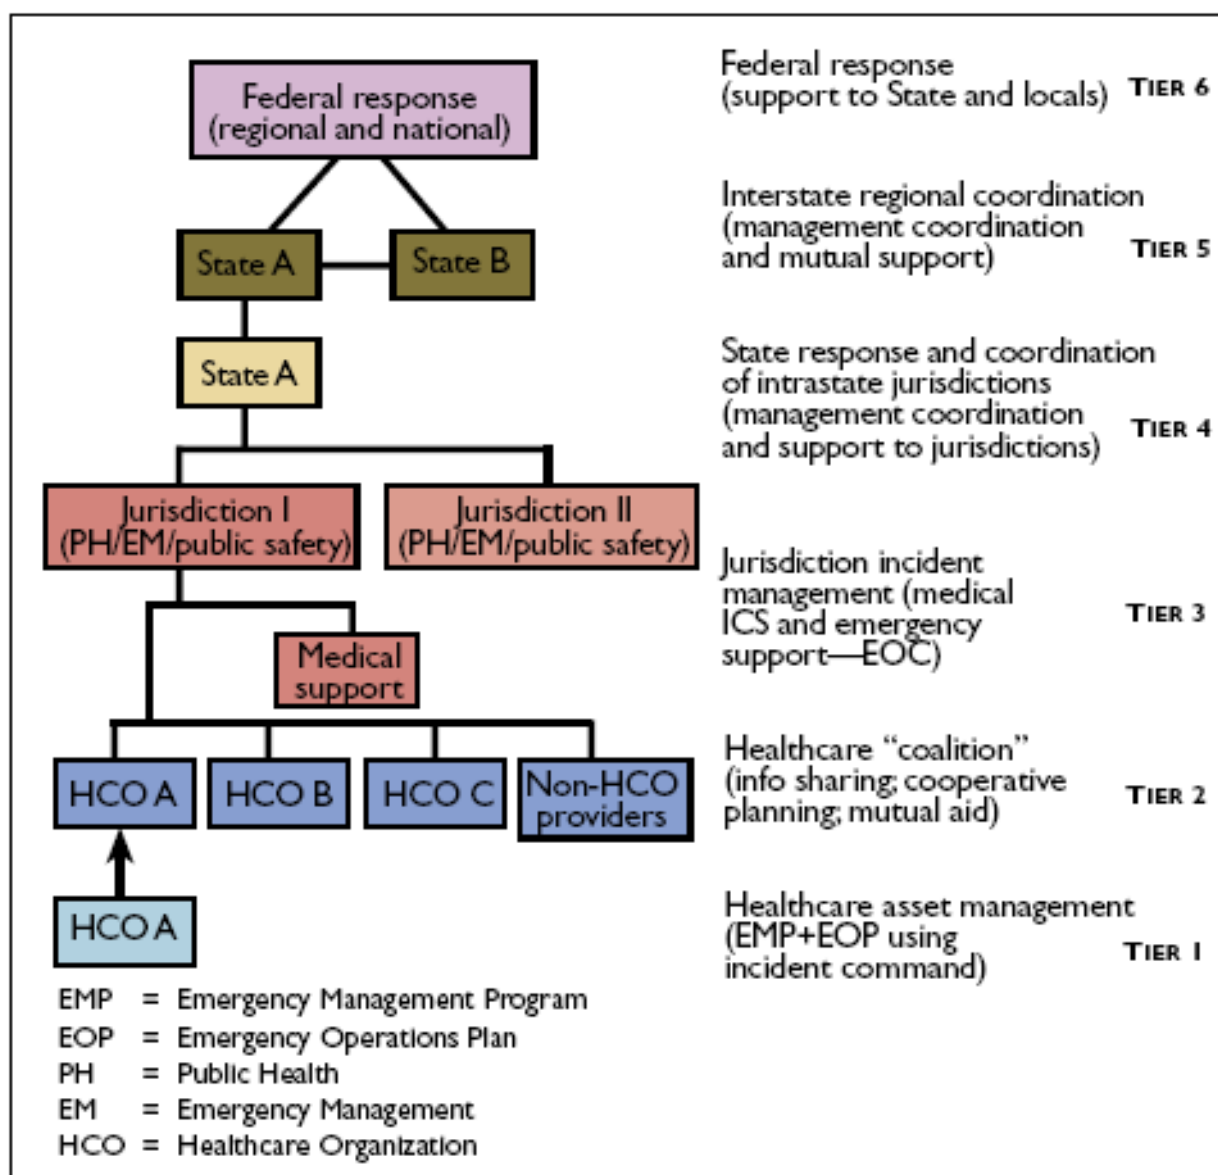 Federal response
(regional and national)
Federal response
(support to State and locals) TIER 6
State A
State B
Interstate regional coordination
(management coordination
and mutual support) TIER 5
State A
State response and coordination
of intrastate jurisdictions
(management coordination
and support to jurisdictions) TIER 4
Jurisdiction I
(PH/EM/public safety)
Jurisdiction II
(PH/EM/public safety)
Medical
support
Jurisdiction incident
management (medical
ICS and emergency
support—EOC) TIER 3
HCO A
HCO B
HCO C
Non-HCO
providers
Healthcare “coalition”
(info sharing; cooperative
planning; mutual aid) TIER 2
HCO A
Healthcare asset management
(EMP+EOP using
incident command) TIER 1
EMP = Emergency Management Program
EOP = Emergency Operations Plan
PH = Public Health
EM = Emergency Management
HCO = Healthcare Organization